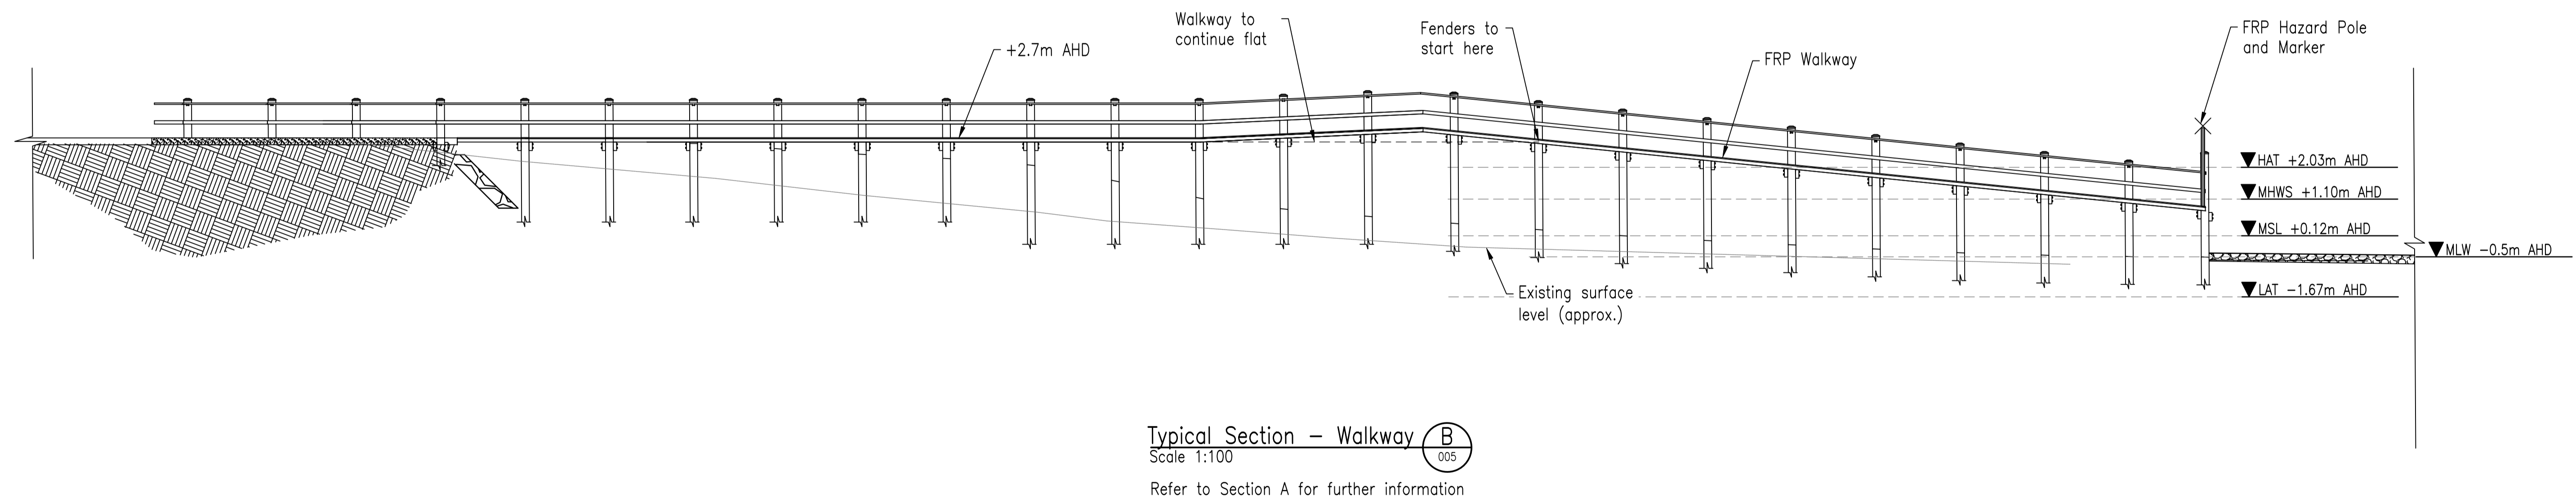 Walkway to
continue flat
+2.7m AHD
Fenders to
start here
FRP Walkway
FRP Hazard Pole
and Marker
HAT +2.03m AHD
MHWS +1.10m AHD
MSL +0.12m AHD
MLW -0.5m AHD
LAT -1.67m AHD
Existing surface
level (approx.)
Typical Section - Walkway B
Scale 1:100 005
Refer to Section A for further information